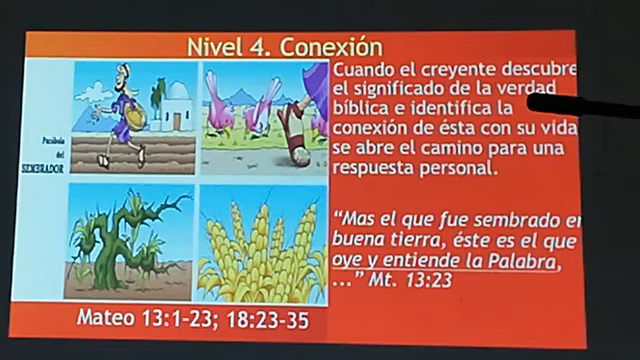 Nivel 4. Conexión
Parábola
del
SEMBRADOR
Cuando el creyente descubre
el significado de la verdad
bíblica e identifica la
conexión de ésta con su vida
se abre el camino para una
respuesta personal.
“Mas el que fue sembrado en
buena tierra, éste es el que
oye y entiende la Palabra,
...” Mt. 13:23
Mateo 13:1-23; 18:23-35